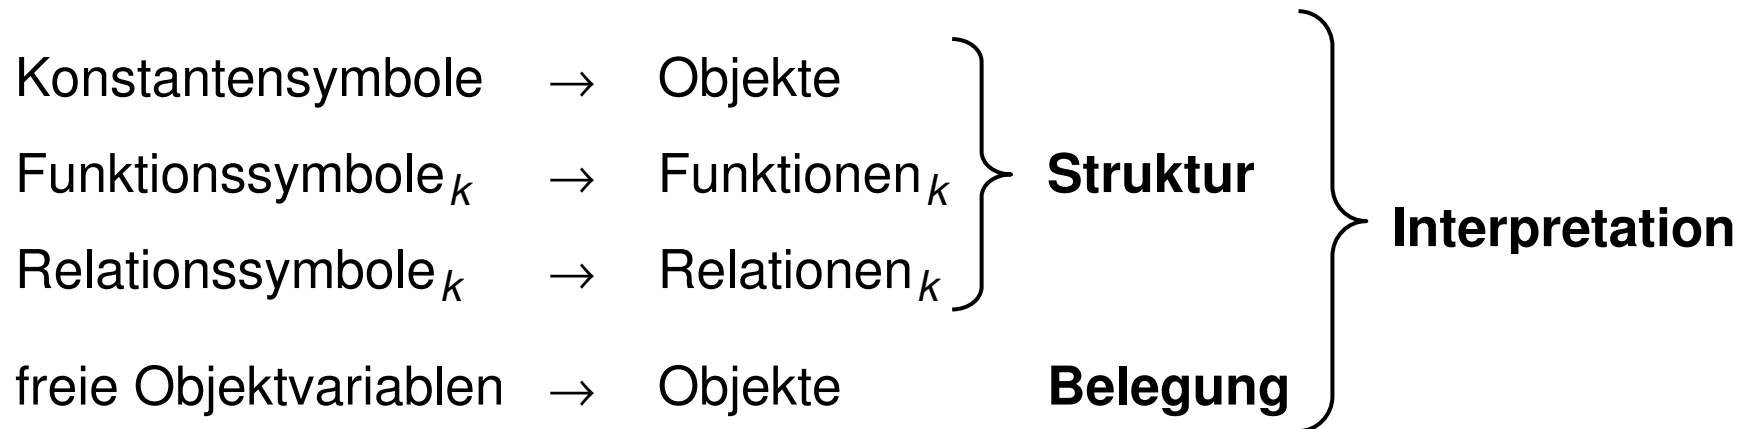 Konstantensymbole → Objekte
Funktionssymbole_k → Funktionen_k Struktur
Interpretation
Relationssymbole_k → Relationen_k
freie Objektvariablen → Objekte Belegung